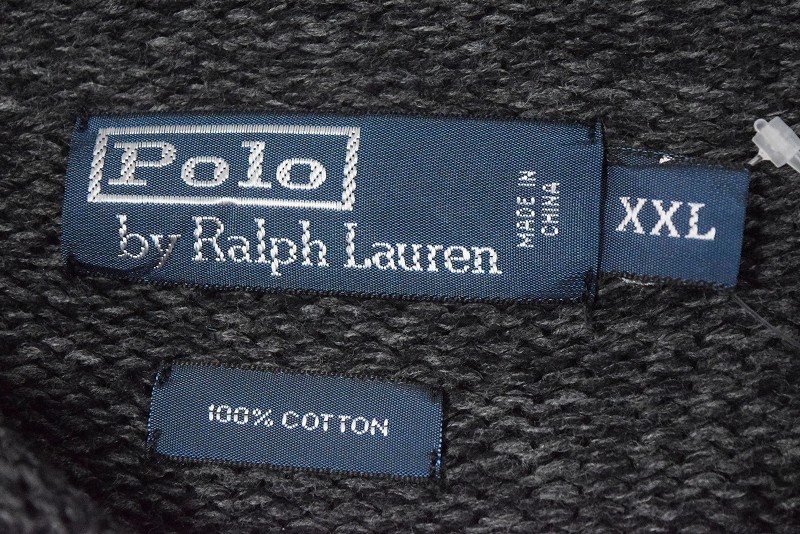 Polo
by Ralph Lauren
MADE IN
CHINA
XXL
100% COTTON